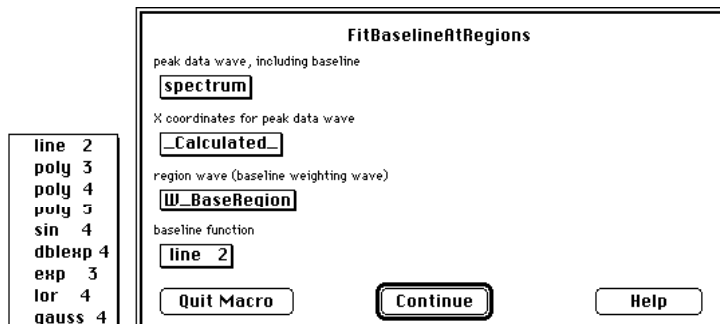 FitBaselineAtRegions
peak data wave, including baseline
spectrum
X coordinates for peak data wave
_Calculated_
region wave (baseline weighting wave)
W_BaseRegion
baseline function
line 2
Quit Macro
Continue
Help
line 2
poly 3
poly 4
poly 5
sin 4
dblexp 4
exp 3
lor 4
gauss 4